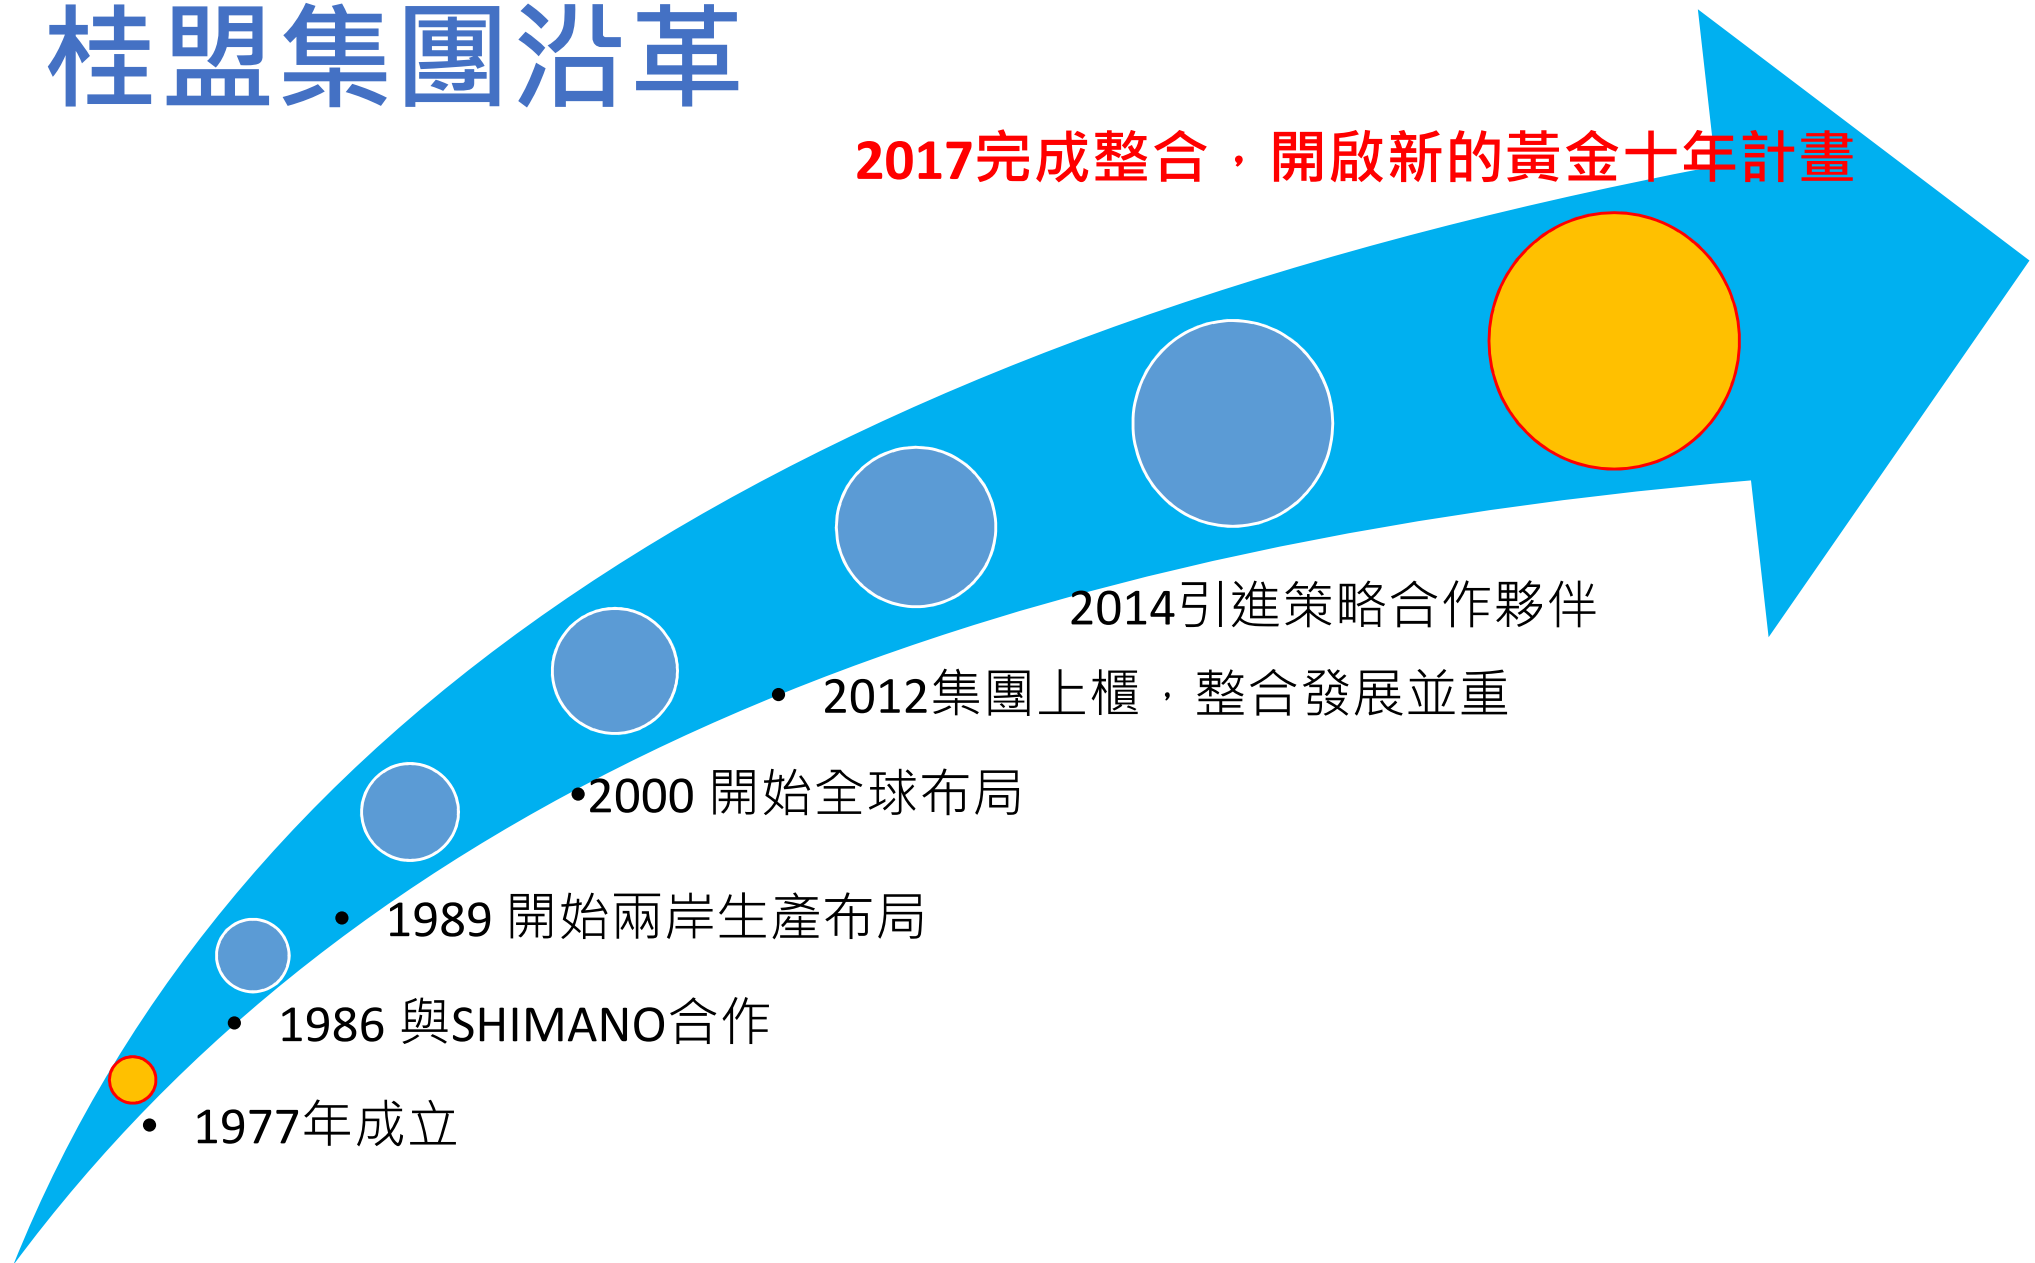 桂盟集團沿革
2017完成整合，開啟新的黃金十年計畫
2014引進策略合作夥伴
• 2012集團上櫃，整合發展並重
•2000 開始全球布局
• 1989 開始兩岸生產布局
• 1986 與SHIMANO合作
• 1977年成立